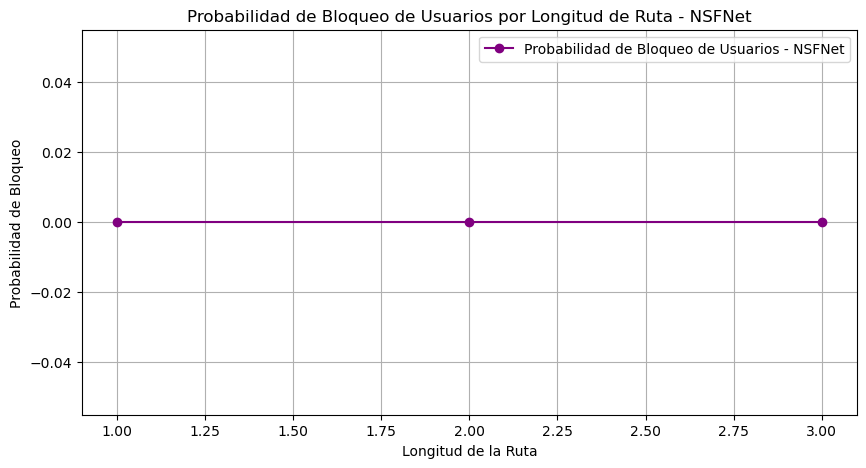 Probabilidad de Bloqueo de Usuarios por Longitud de Ruta - NSFNet
Probabilidad de Bloqueo de Usuarios - NSFNet
Probabilidad de Bloqueo
0.04
0.02
0.00
−0.02
−0.04
1.00 1.25 1.50 1.75 2.00 2.25 2.50 2.75 3.00
Longitud de la Ruta